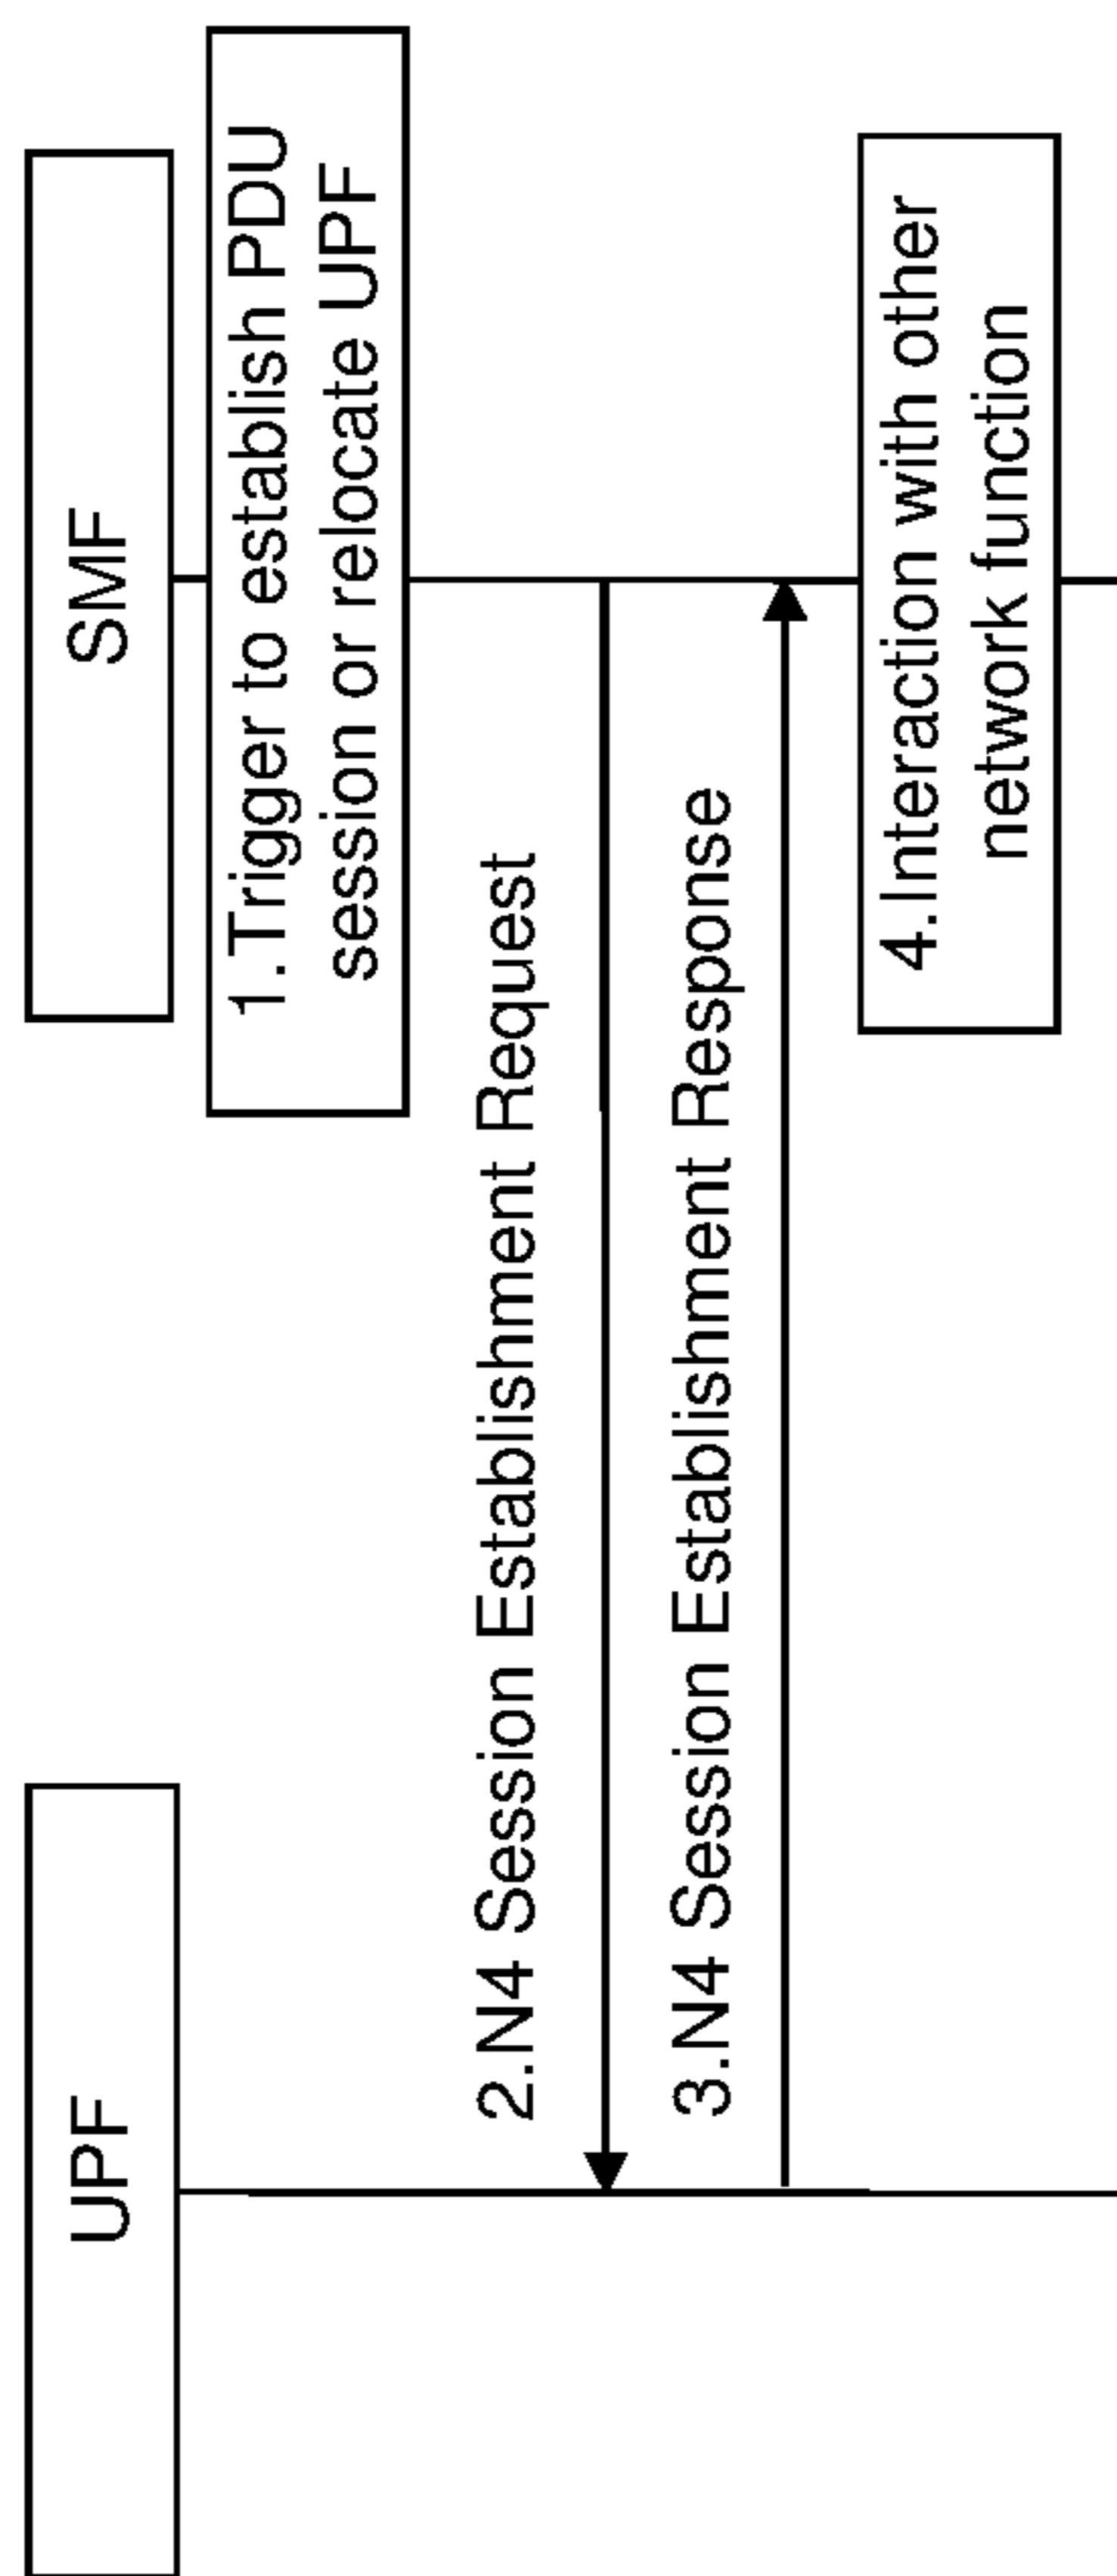 UPF
SMF
1.Trigger to establish PDU
session or relocate UPF
2.N4 Session Establishment Request
3.N4 Session Establishment Response
4.Interaction with other
network function